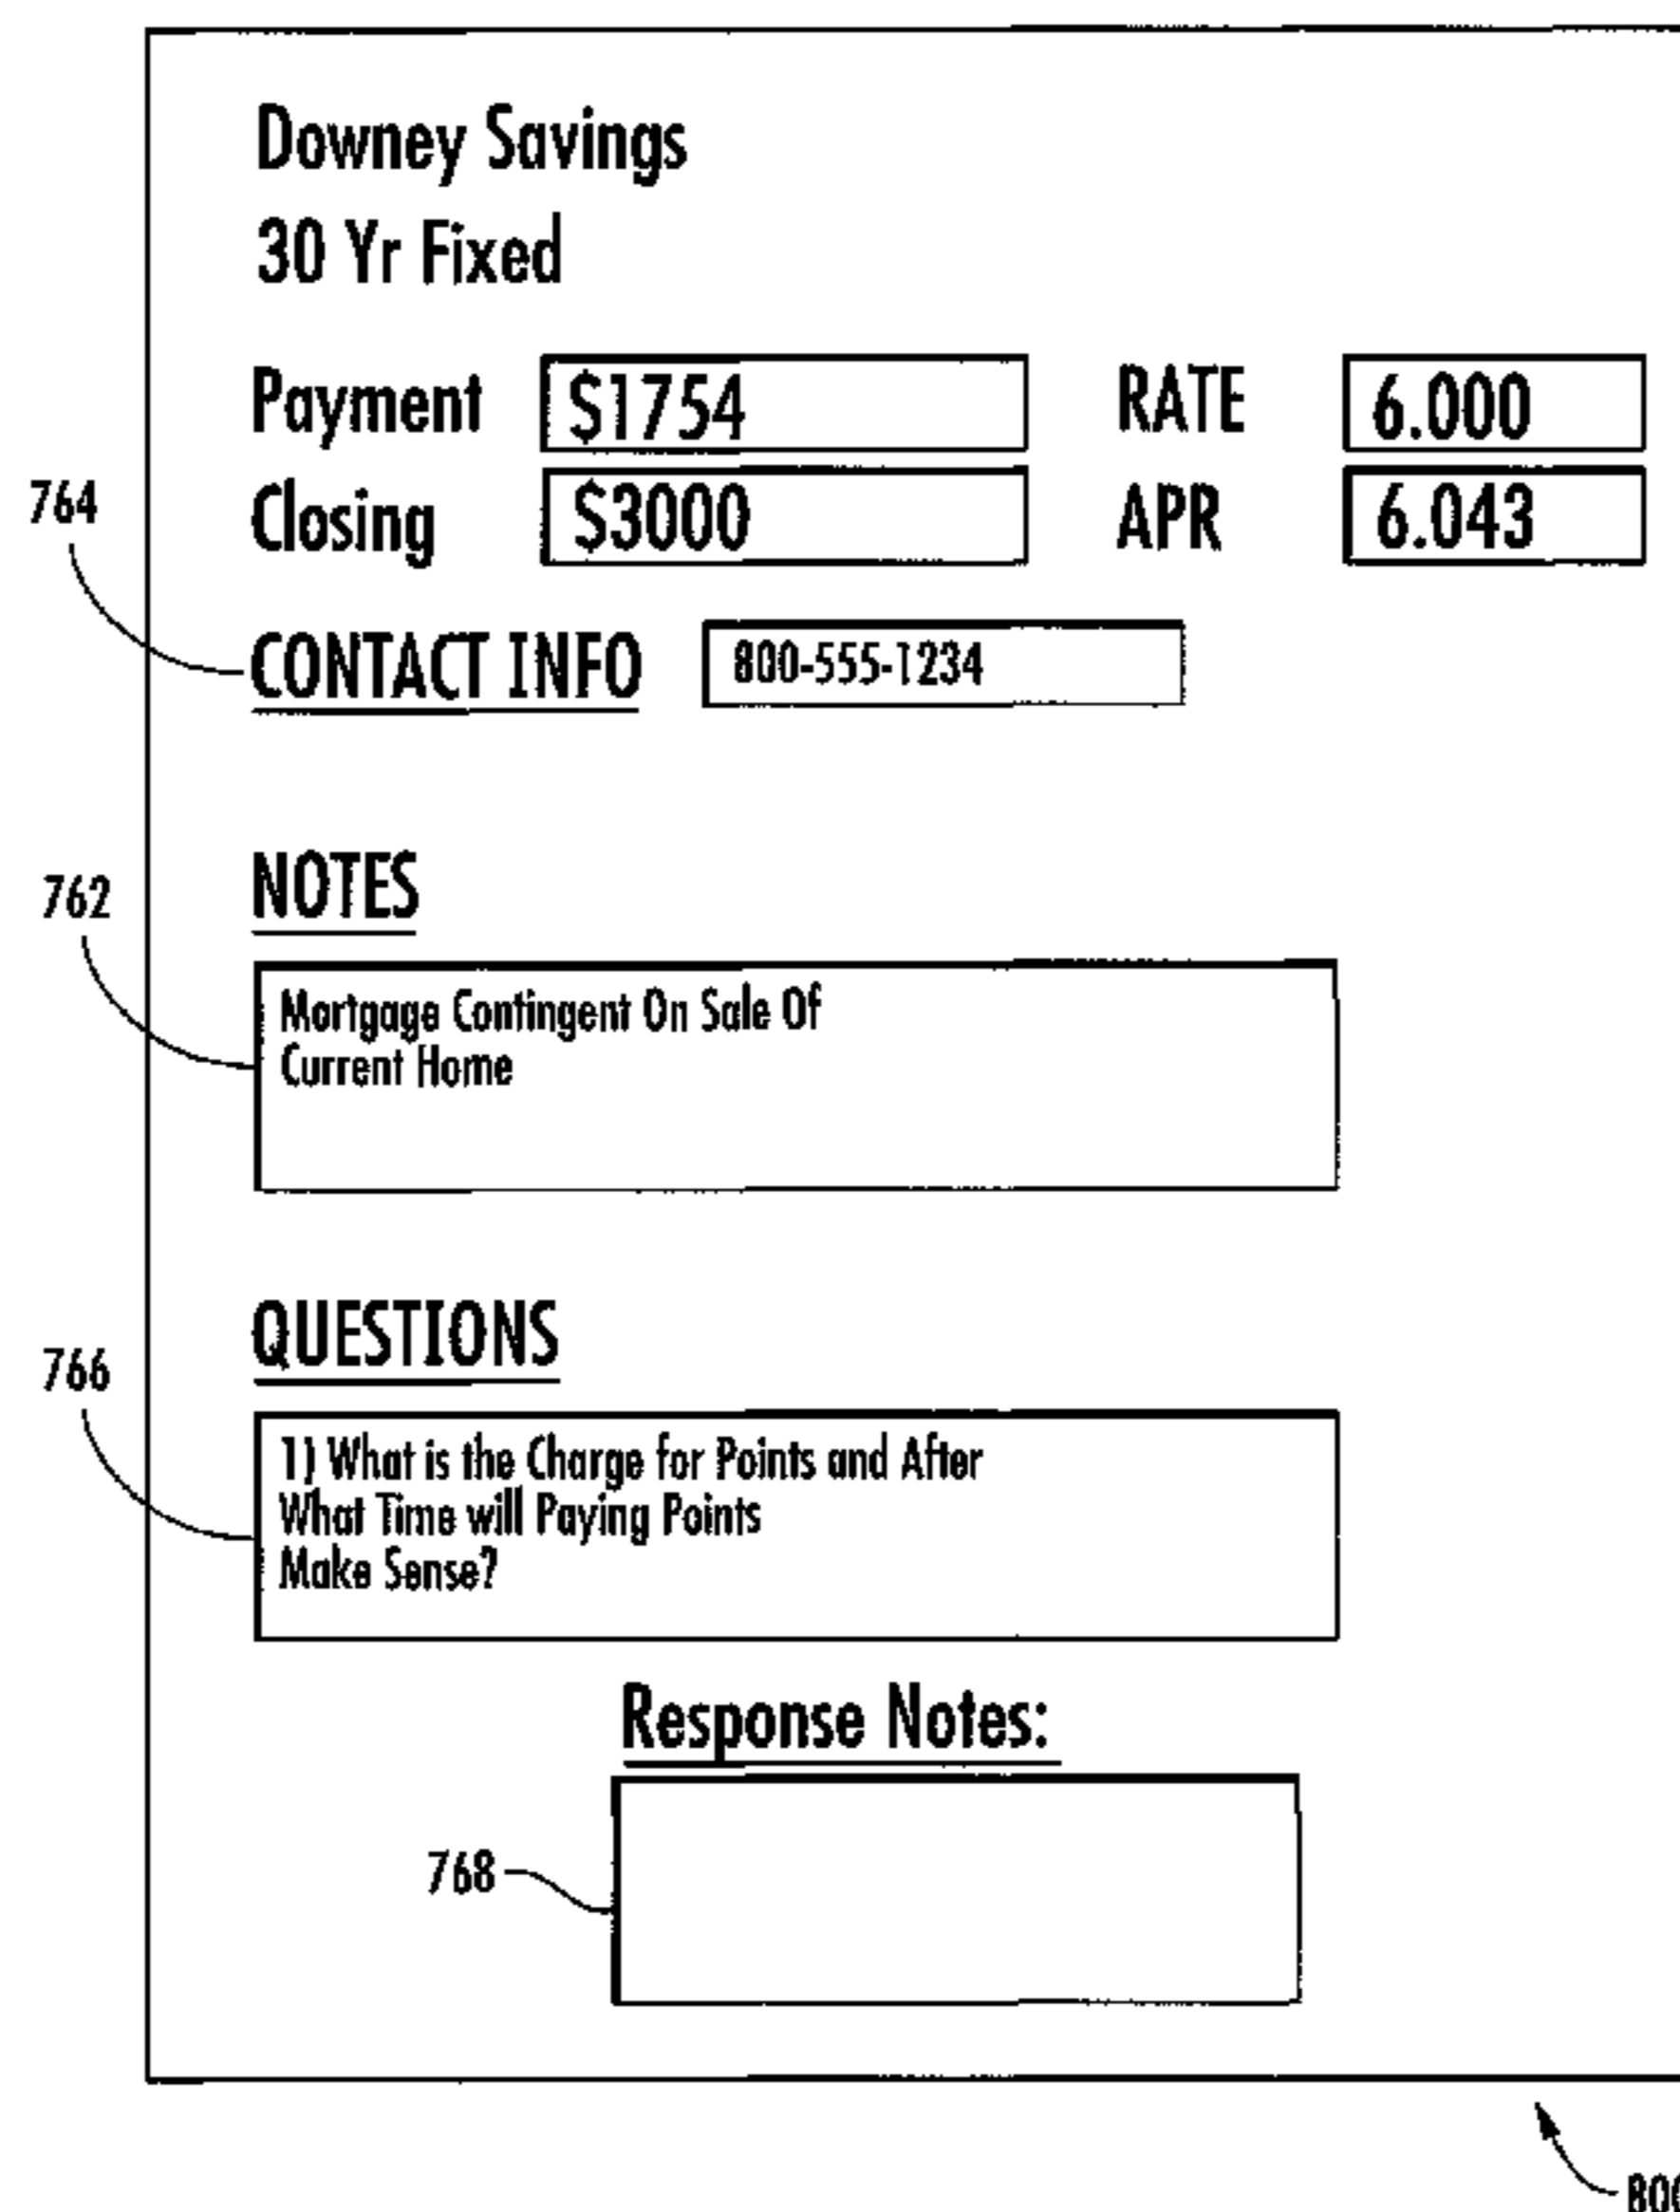 Downey Savings
30 Yr Fixed
Payment $1754 RATE 6.000
Closing $3000 APR 6.043
764
CONTACT INFO 800-555-1234
NOTES
762
Mortgage Contingent On Sale Of
Current Home
QUESTIONS
766
1) What is the Charge for Points and After
What Time will Paying Points
Make Sense?
Response Notes:
768